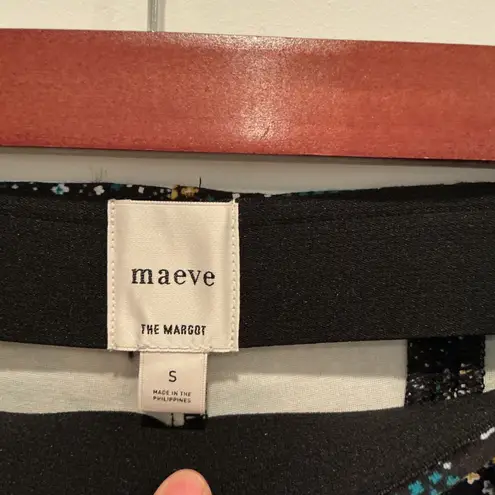 maeve
THE MARGOT
S
MADE IN THE
PHILIPPINES